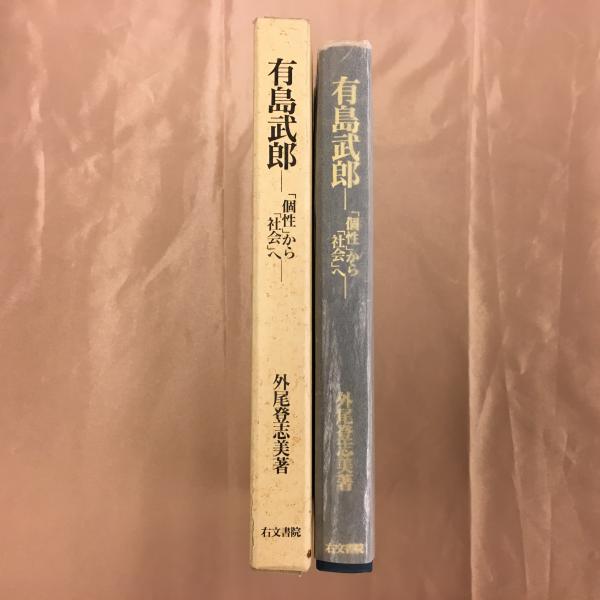 有島武郎
―「個性」から
「社会」へ―
外尾登志美著
右文書院
有島武郎
―「個性」から
「社会」へ―
外尾登志美著
右文書院